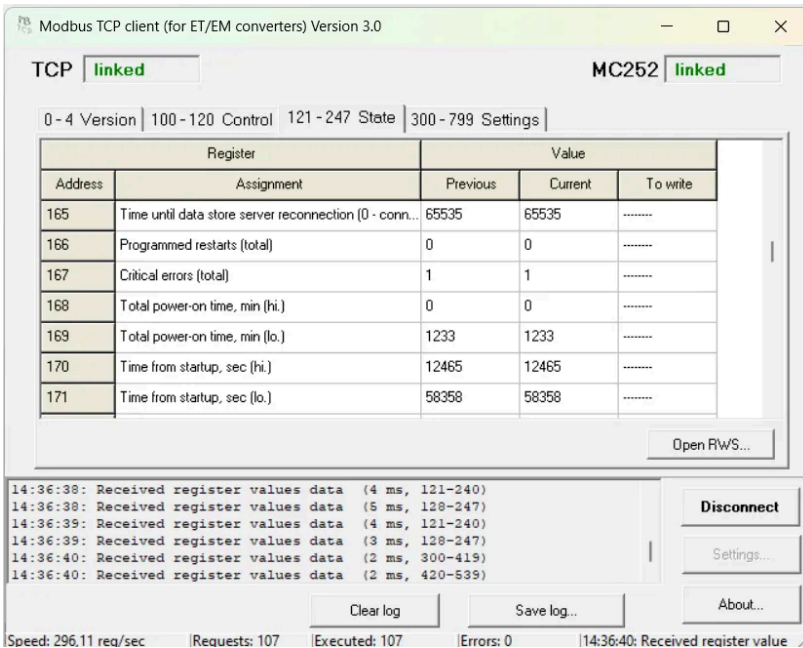 Modbus TCP client (for ET/EM converters) Version 3.0
TCP linked MC252 linked
0 - 4 Version 100 - 120 Control 121 - 247 State 300 - 799 Settings
Register Value
Address Assignment Previous Current To write
165 Time until data store server reconnection (0 - conn... 65535 65535 --------
166 Programmed restarts (total) 0 0 --------
167 Critical errors (total) 1 1 --------
168 Total power-on time, min (hi.) 0 0 --------
169 Total power-on time, min (lo.) 1233 1233 --------
170 Time from startup, sec (hi.) 12465 12465 --------
171 Time from startup, sec (lo.) 58358 58358 --------
Open RWS...
14:36:38: Received register values data (4 ms, 121-240)
14:36:38: Received register values data (5 ms, 128-247)
14:36:39: Received register values data (4 ms, 121-240)
14:36:39: Received register values data (3 ms, 128-247)
14:36:40: Received register values data (2 ms, 300-419)
14:36:40: Received register values data (2 ms, 420-539)
Disconnect
Settings...
About...
Clear log Save log...
Speed: 296,11 req/sec Requests: 107 Executed: 107 Errors: 0 14:36:40: Received register value